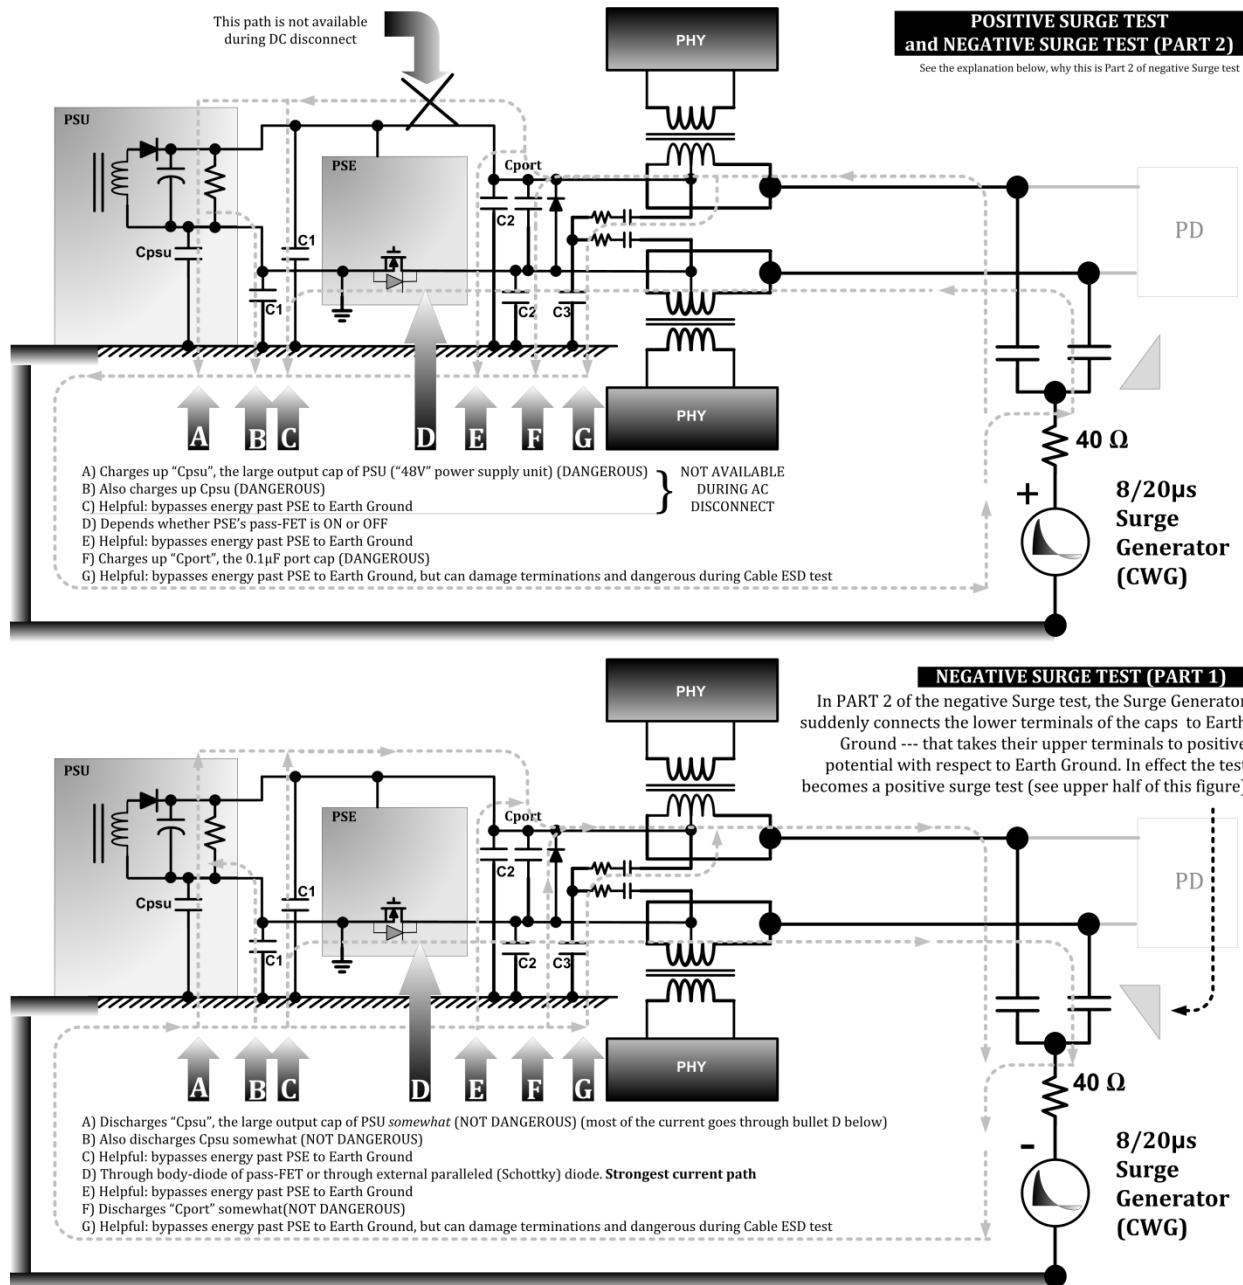 This path is not available
during DC disconnect
PHY
POSITIVE SURGE TEST
and NEGATIVE SURGE TEST (PART 2)
See the explanation below, why this is Part 2 of negative Surge test
PSU
PSE
Cport
C2
C1
Cpsu
C1
C2
C3
PD
PHY
A
B
C
D
E
F
G
40 Ω
+
8/20µs
Surge
Generator
(CWG)
A) Charges up “Cpsu”, the large output cap of PSU (“48V” power supply unit) (DANGEROUS)
B) Also charges up Cpsu (DANGEROUS)
C) Helpful: bypasses energy past PSE to Earth Ground
} NOT AVAILABLE
DURING AC
DISCONNECT
D) Depends whether PSE’s pass-FET is ON or OFF
E) Helpful: bypasses energy past PSE to Earth Ground
F) Charges up “Cport”, the 0.1µF port cap (DANGEROUS)
G) Helpful: bypasses energy past PSE to Earth Ground, but can damage terminations and dangerous during Cable ESD test
PHY
NEGATIVE SURGE TEST (PART 1)
In PART 2 of the negative Surge test, the Surge Generator
suddenly connects the lower terminals of the caps to Earth
Ground --- that takes their upper terminals to positive
potential with respect to Earth Ground. In effect the test
becomes a positive surge test (see upper half of this figure)
PSU
PSE
Cport
C2
C1
Cpsu
C1
C2
C3
PD
PHY
A
B
C
D
E
F
G
40 Ω
-
8/20µs
Surge
Generator
(CWG)
A) Discharges “Cpsu”, the large output cap of PSU somewhat (NOT DANGEROUS) (most of the current goes through bullet D below)
B) Also discharges Cpsu somewhat (NOT DANGEROUS)
C) Helpful: bypasses energy past PSE to Earth Ground
D) Through body-diode of pass-FET or through external paralleled (Schottky) diode. Strongest current path
E) Helpful: bypasses energy past PSE to Earth Ground
F) Discharges “Cport” somewhat(NOT DANGEROUS)
G) Helpful: bypasses energy past PSE to Earth Ground, but can damage terminations and dangerous during Cable ESD test